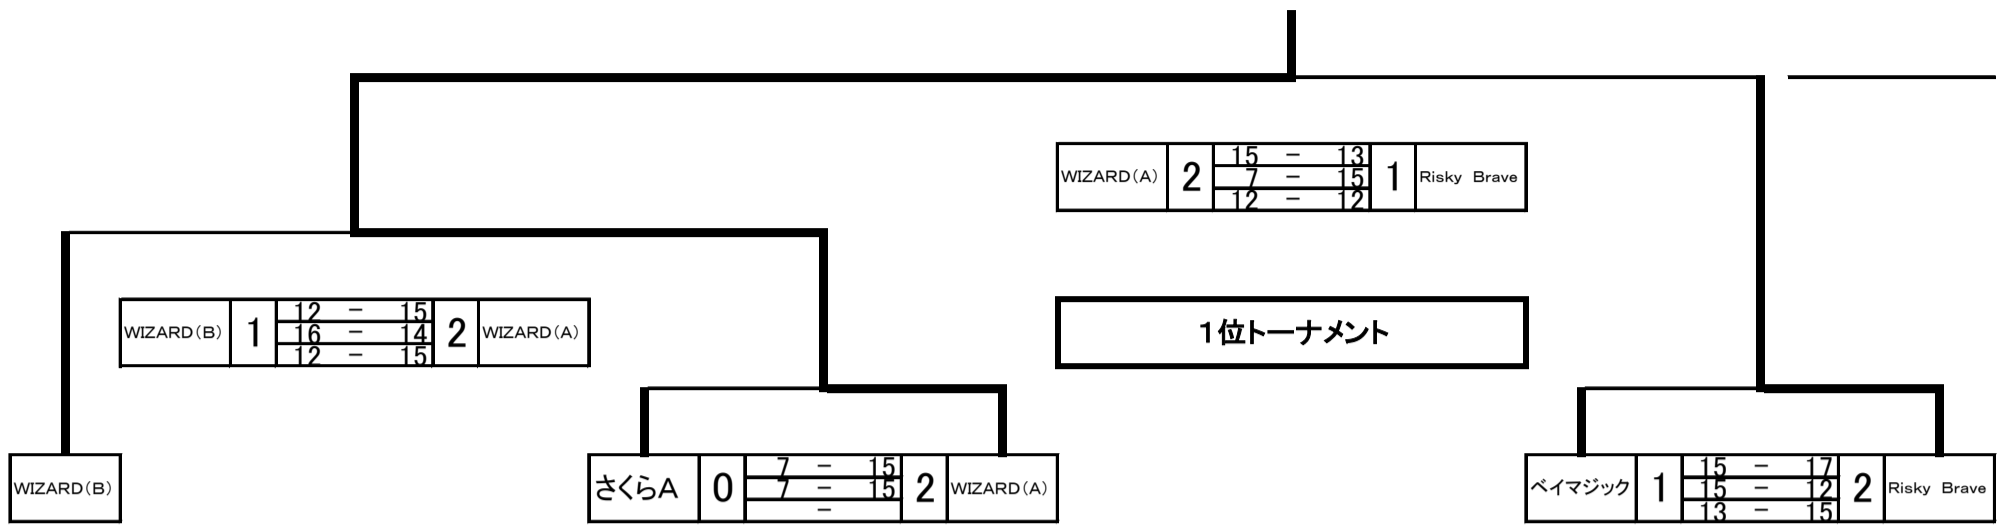 WIZARD(A) 2 15 - 13 1 Risky Brave
7 - 15
12 - 12
WIZARD(B) 1 12 - 15 2 WIZARD(A)
16 - 14
12 - 15
1位トーナメント
WIZARD(B)
さくらA 0 7 - 15 2 WIZARD(A)
7 - 15
-
ベイマジック 1 15 - 17 2 Risky Brave
15 - 12
13 - 15